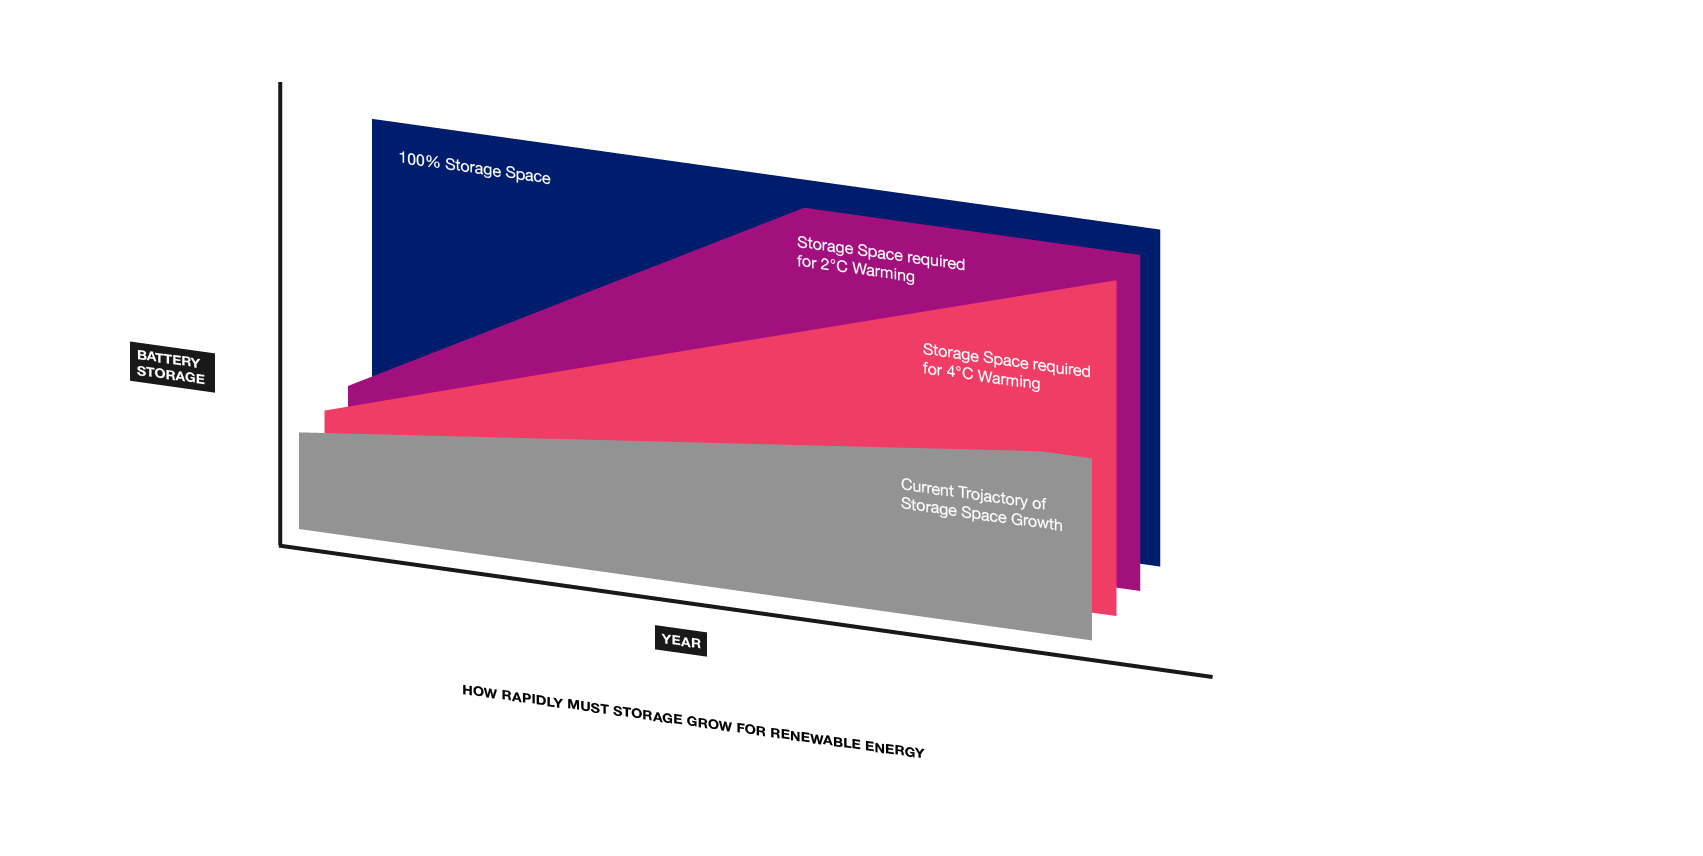 100% Storage Space
Storage Space required
for 2°C Warming
Storage Space required
for 4°C Warming
BATTERY
STORAGE
Current Trojactory of
Storage Space Growth
YEAR
HOW RAPIDLY MUST STORAGE GROW FOR RENEWABLE ENERGY